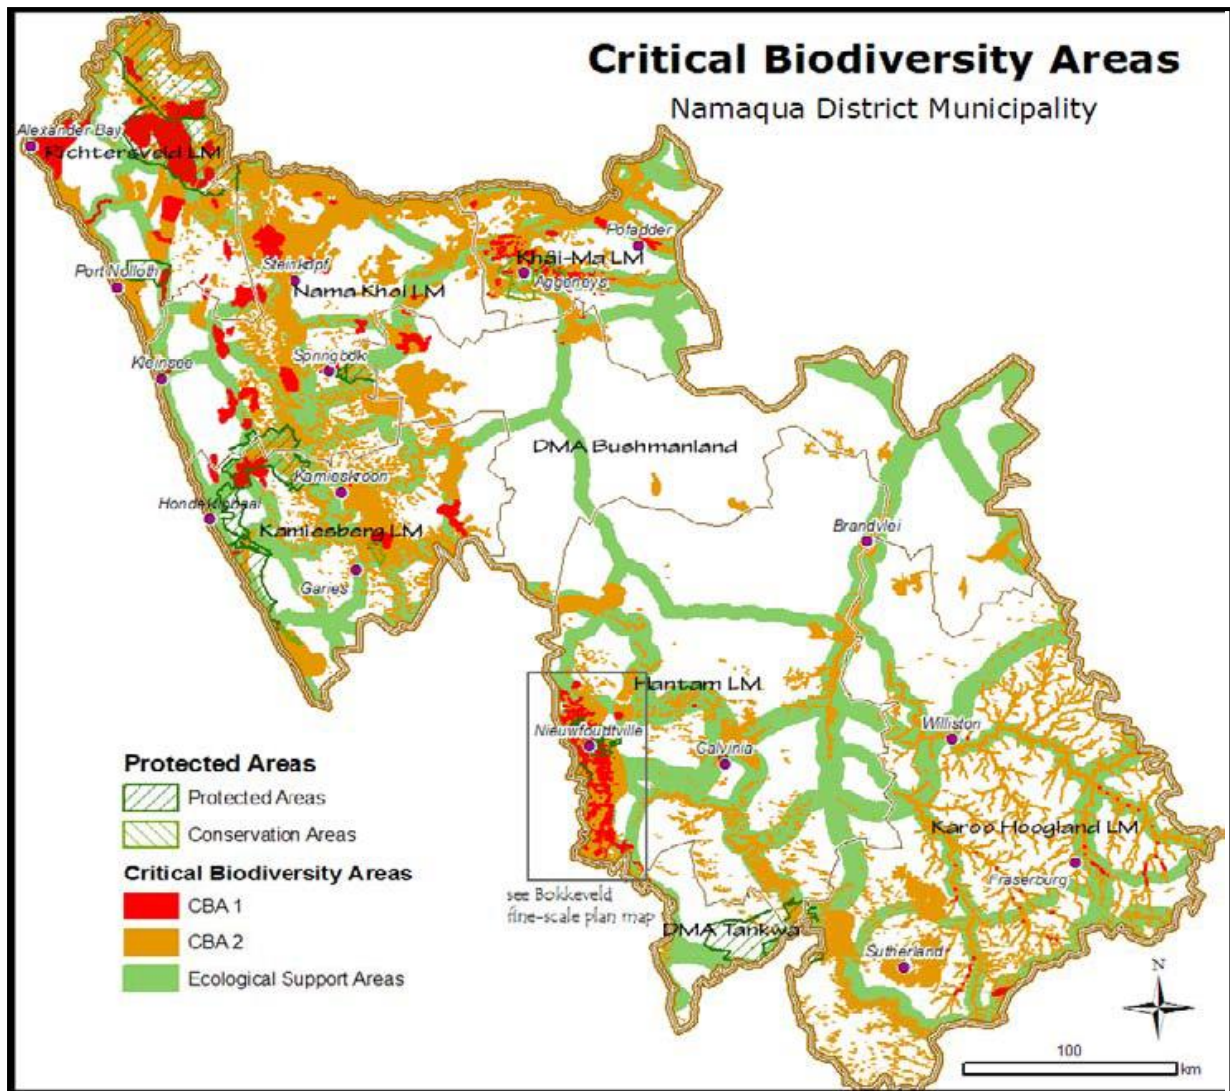 Critical Biodiversity Areas
Namaqua District Municipality
Alexander Bay
Richtersveld LM
Pofadder
Khâi-Ma LM
Aggeneys
Steinkopf
Port Nolloth
Nama Khoi LM
Springbok
Kleinsee
DMA Bushmanland
Kamieskroon
Hondeklipbaai
Kamiesberg LM
Brandvlei
Garies
Hantam LM
Nieuwfoudtville
Calvinia
Williston
Karoo Hoogland LM
Fraserburg
see Bokkeveld
fine-scale plan map
DMA Tankwa
Sutherland
Protected Areas
Protected Areas
Conservation Areas
Critical Biodiversity Areas
CBA 1
CBA 2
Ecological Support Areas
N
100
km